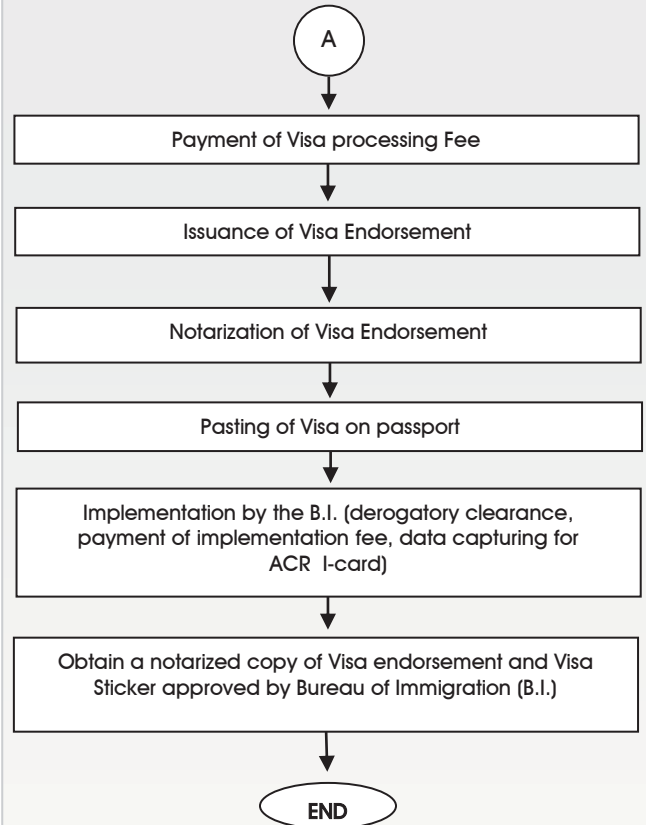 A
Payment of Visa processing Fee
Issuance of Visa Endorsement
Notarization of Visa Endorsement
Pasting of Visa on passport
Implementation by the B.I. (derogatory clearance,
payment of implementation fee, data capturing for
ACR I-card)
Obtain a notarized copy of Visa endorsement and Visa
Sticker approved by Bureau of Immigration (B.I.)
END